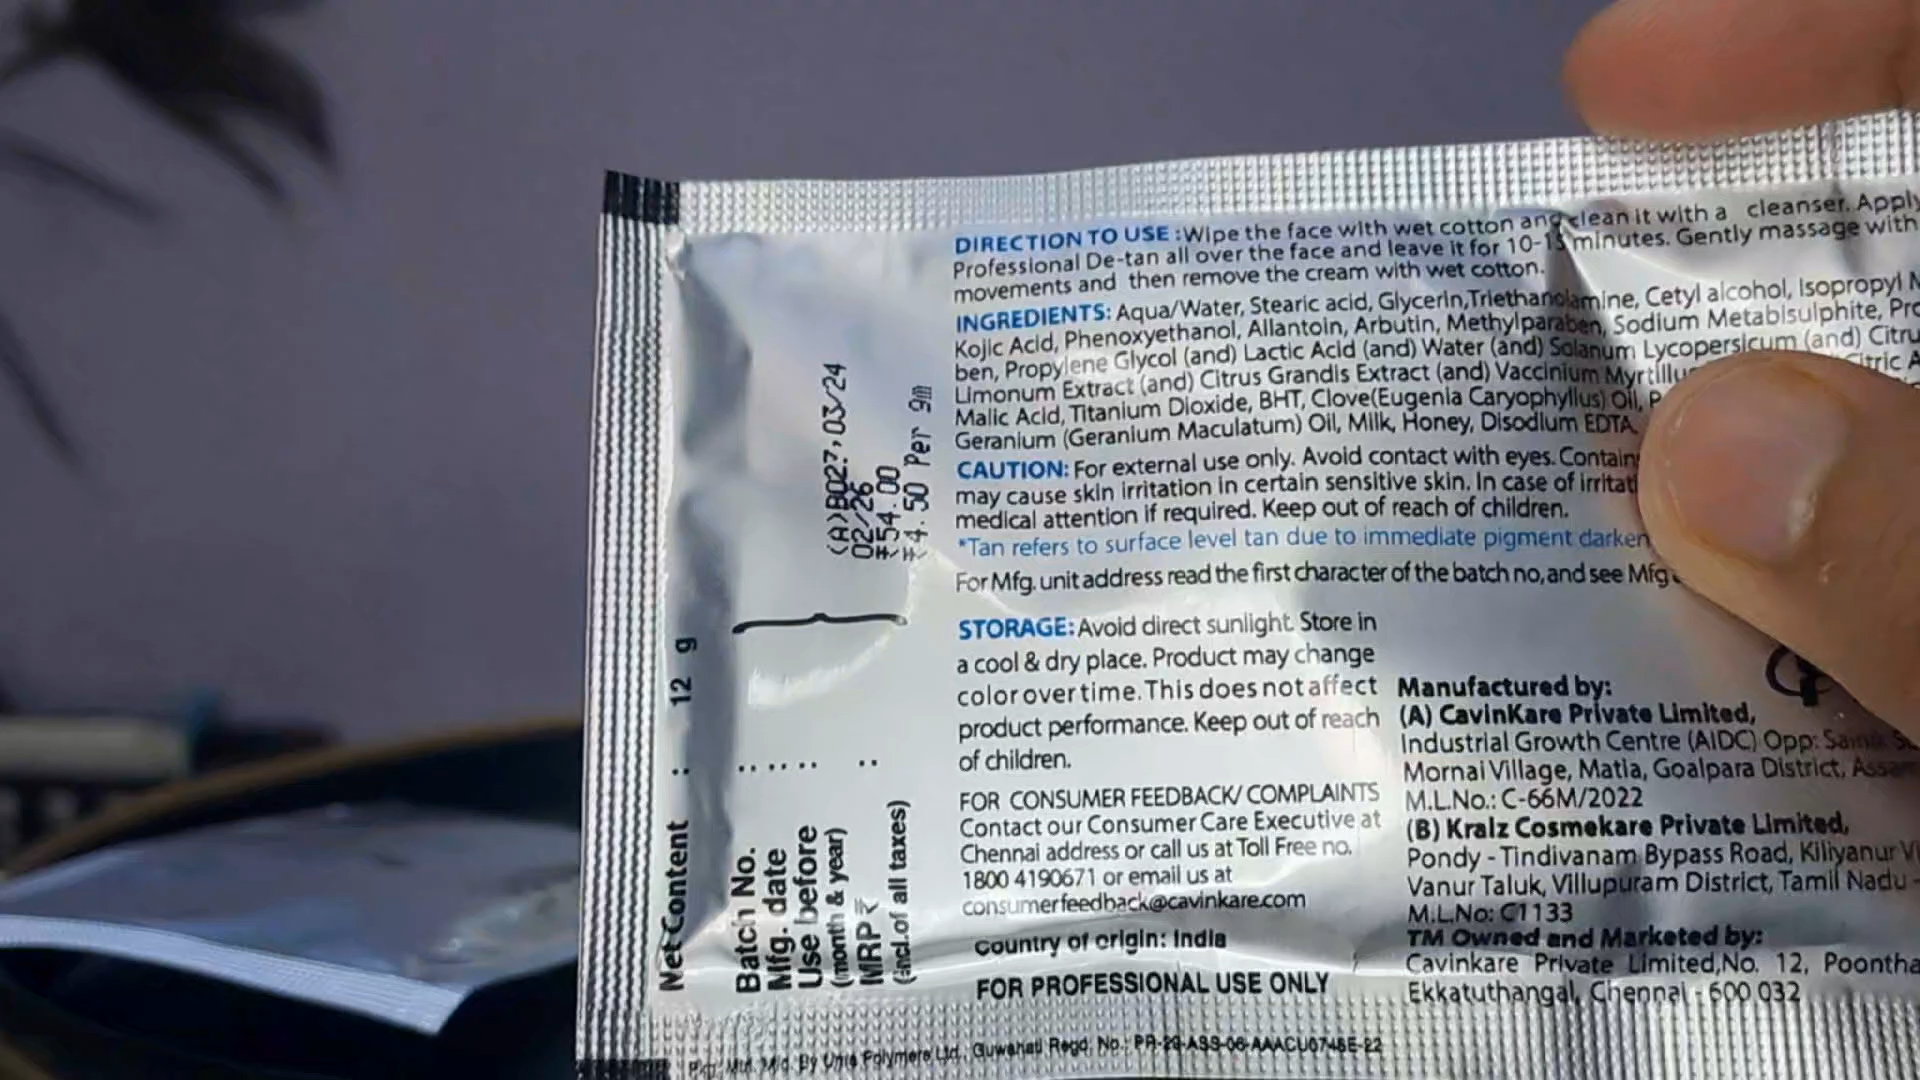 DIRECTION TO USE :Wipe the face with wet cotton and clean it with a cleanser. Apply
Professional De-tan all over the face and leave it for 10-15 minutes. Gently massage with
movements and then remove the cream with wet cotton.
INGREDIENTS: Aqua/Water, Stearic acid, Glycerin,Triethanolamine, Cetyl alcohol, Isopropyl
Kojic Acid, Phenoxyethanol, Allantoin, Arbutin, Methylparaben, Sodium Metabisulphite,
ben, Propylene Glycol (and) Lactic Acid (and) Water (and) Solanum Lycopersicum (and)
Limonum Extract (and) Citrus Grandis Extract (and) Vaccinium
Malic Acid, Titanium Dioxide, BHT, Clove(Eugenia Caryophyllus) Oil,
Geranium (Geranium Maculatum) Oil, Milk, Honey, Disodium EDTA
CAUTION: For external use only. Avoid contact with eyes.
may cause skin irritation in certain sensitive skin. In case of
medical attention if required. Keep out of reach of children.
*Tan refers to surface level tan due to immediate pigment
For Mfg. unit address read the first character of the batch no, and see Mfg
STORAGE: Avoid direct sunlight. Store in
a cool & dry place. Product may change
color over time. This does not affect
product performance. Keep out of reach
of children.
FOR CONSUMER FEEDBACK/ COMPLAINTS
Contact our Consumer Care Executive at
Chennai address or call us at Toll Free no.
1800 4190671 or email us at
consumerfeedback@cavinkare.com
Country of origin: India
FOR PROFESSIONAL USE ONLY
Manufactured by:
(A) CavinKare Private Limited,
Industrial Growth Centre (AIDC) Opp:
Mornai Village, Matia, Goalpara District, Assam
M.L.No.: C-66M/2022
(B) Kralz Cosmekare Private Limited,
Pondy - Tindivanam Bypass Road, Kiliyanur
Vanur Taluk, Villupuram District, Tamil Nadu -
M.L.No: C1133
TM Owned and Marketed by:
Cavinkare Private Limited,No. 12,
Ekkatuthangal, Chennai - 600 032
Net Content : 12 g
Batch No. :
Mfg. date :
Use before :
(month & year)
MRP ₹ :
(incl.of all taxes)
(A)B027,03/24
02/26
₹54.00
₹4.50 Per gm
By Polymers Ltd., Guwahati Regd. No.: